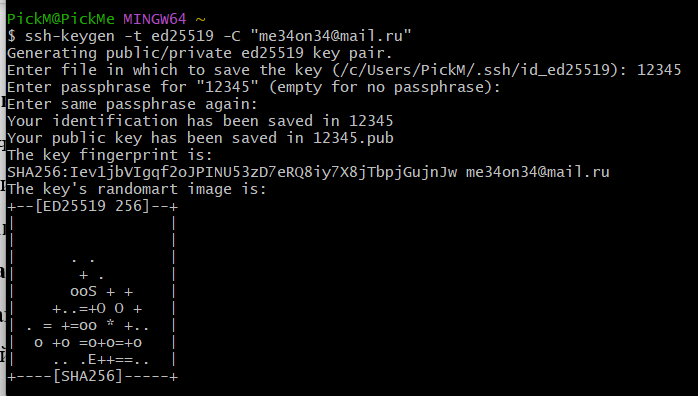 PickM@PickMe MINGW64 ~
$ ssh-keygen -t ed25519 -C "me34on34@mail.ru"
Generating public/private ed25519 key pair.
Enter file in which to save the key (/c/Users/PickM/.ssh/id_ed25519): 12345
Enter passphrase for "12345" (empty for no passphrase):
Enter same passphrase again:
Your identification has been saved in 12345
Your public key has been saved in 12345.pub
The key fingerprint is:
SHA256:Iev1jbVIgqf2oJPINU53zD7eRQ8iy7X8jTbpjGujnJw me34on34@mail.ru
The key's randomart image is:
+--[ED25519 256]--+
|                 |
|                 |
|      . .        |
|       + .       |
|      ooS + +    |
|    +..=+O O +   |
| . = +=oo * +..  |
|  o +o =o+o=+o   |
|    .. .E++==..  |
+----[SHA256]-----+